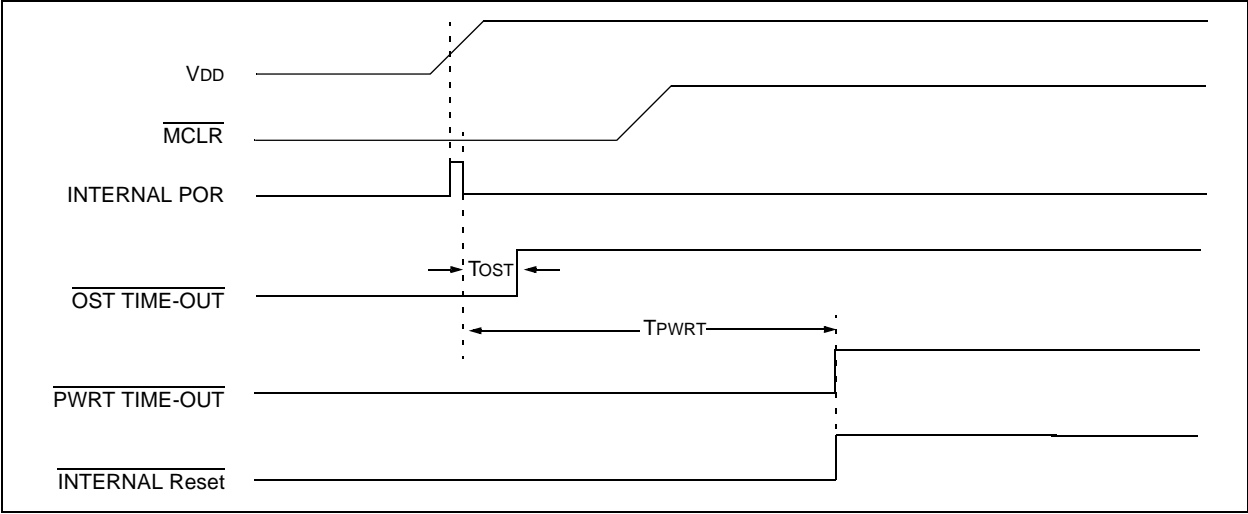 VDD
MCLR
INTERNAL POR
TOST
OST TIME-OUT
TPWRT
PWRT TIME-OUT
INTERNAL Reset